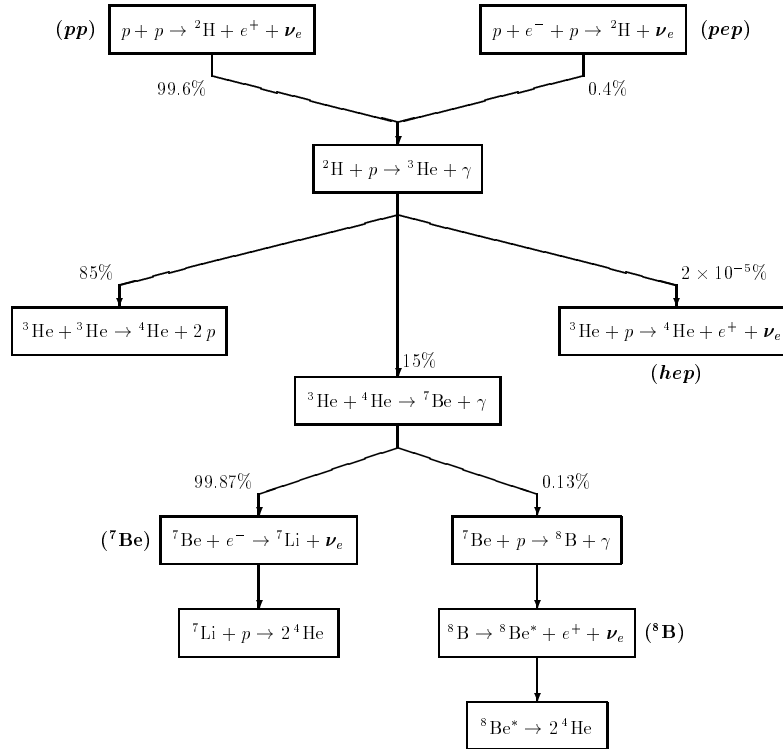 (pp) p + p → ²H + e⁺ + νₑ p + e⁻ + p → ²H + νₑ (pep)
99.6% 0.4%
²H + p → ³He + γ
85% 2 × 10⁻⁵%
³He + ³He → ⁴He + 2 p ³He + p → ⁴He + e⁺ + νₑ
15% (hep)
³He + ⁴He → ⁷Be + γ
99.87% 0.13%
(⁷Be) ⁷Be + e⁻ → ⁷Li + νₑ ⁷Be + p → ⁸B + γ
⁷Li + p → 2 ⁴He ⁸B → ⁸Be* + e⁺ + νₑ (⁸B)
⁸Be* → 2 ⁴He